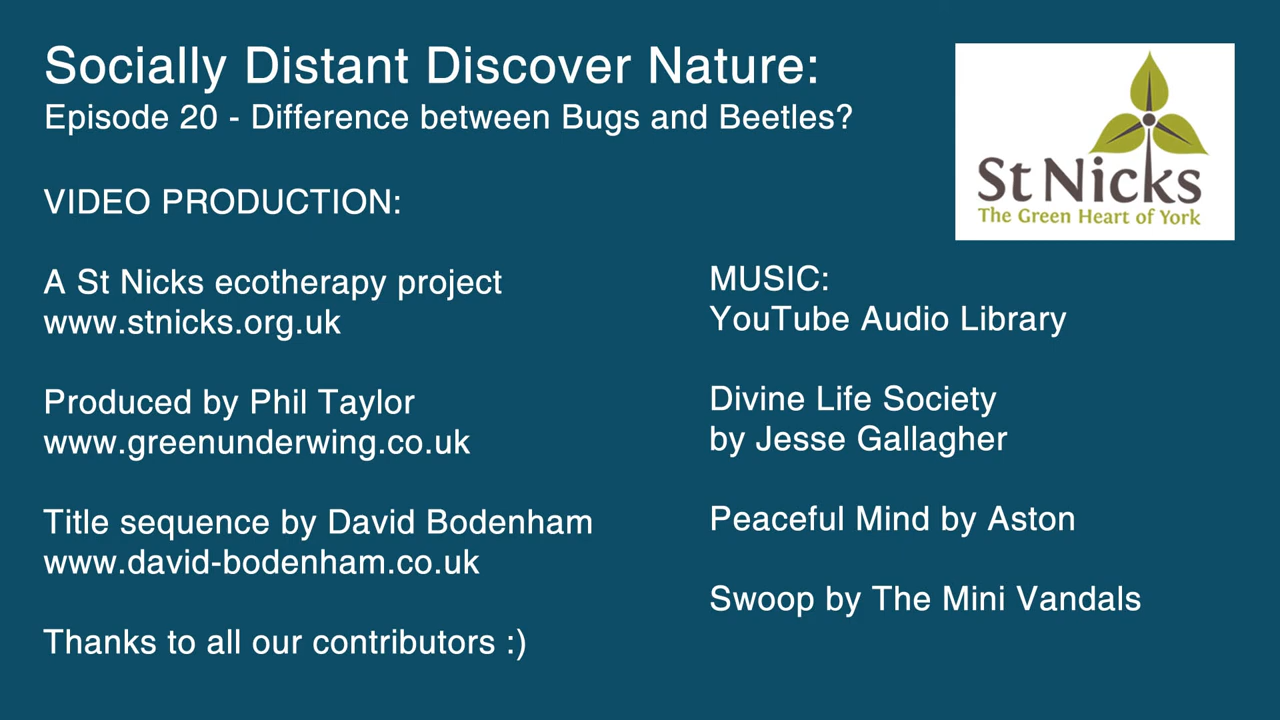 Socially Distant Discover Nature:
Episode 20 - Difference between Bugs and Beetles?
St Nicks
The Green Heart of York
VIDEO PRODUCTION:
A St Nicks ecotherapy project
www.stnicks.org.uk
Produced by Phil Taylor
www.greenunderwing.co.uk
Title sequence by David Bodenham
www.david-bodenham.co.uk
Thanks to all our contributors :)
MUSIC:
YouTube Audio Library
Divine Life Society
by Jesse Gallagher
Peaceful Mind by Aston
Swoop by The Mini Vandals